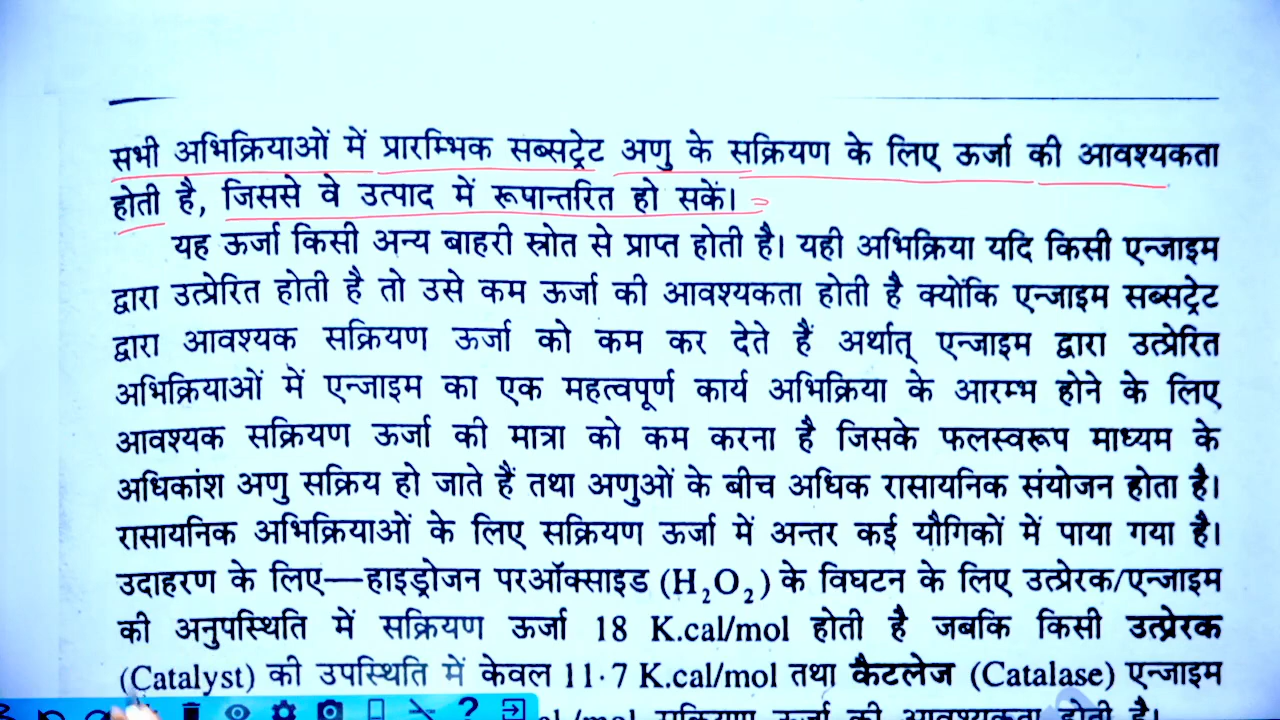 सभी अभिक्रियाओं में प्रारम्भिक सब्सट्रेट अणु के सक्रियण के लिए ऊर्जा की आवश्यकता
होती है, जिससे वे उत्पाद में रूपान्तरित हो सकें।
यह ऊर्जा किसी अन्य बाहरी स्रोत से प्राप्त होती है। यही अभिक्रिया यदि किसी एन्जाइम
द्वारा उत्प्रेरित होती है तो उसे कम ऊर्जा की आवश्यकता होती है क्योंकि एन्जाइम सब्सट्रेट
द्वारा आवश्यक सक्रियण ऊर्जा को कम कर देते हैं अर्थात् एन्जाइम द्वारा उत्प्रेरित
अभिक्रियाओं में एन्जाइम का एक महत्वपूर्ण कार्य अभिक्रिया के आरम्भ होने के लिए
आवश्यक सक्रियण ऊर्जा की मात्रा को कम करना है जिसके फलस्वरूप माध्यम के
अधिकांश अणु सक्रिय हो जाते हैं तथा अणुओं के बीच अधिक रासायनिक संयोजन होता है।
रासायनिक अभिक्रियाओं के लिए सक्रियण ऊर्जा में अन्तर कई यौगिकों में पाया गया है।
उदाहरण के लिए—हाइड्रोजन परऑक्साइड (H₂O₂) के विघटन के लिए उत्प्रेरक/एन्जाइम
की अनुपस्थिति में सक्रियण ऊर्जा 18 K.cal/mol होती है जबकि किसी उत्प्रेरक
(Catalyst) की उपस्थिति में केवल 11·7 K.cal/mol तथा कैटलेज (Catalase) एन्जाइम
सक्रियण ऊर्जा की आवश्यकता होती है।